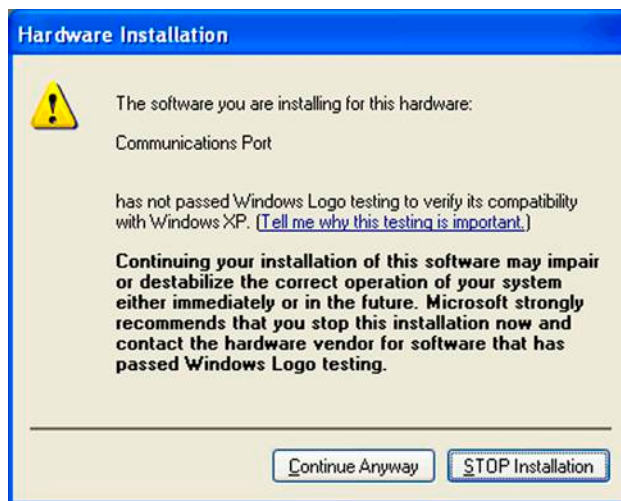 Hardware Installation
The software you are installing for this hardware:
Communications Port
has not passed Windows Logo testing to verify its compatibility
with Windows XP. (Tell me why this testing is important.)
Continuing your installation of this software may impair
or destabilize the correct operation of your system
either immediately or in the future. Microsoft strongly
recommends that you stop this installation now and
contact the hardware vendor for software that has
passed Windows Logo testing.
Continue Anyway
STOP Installation